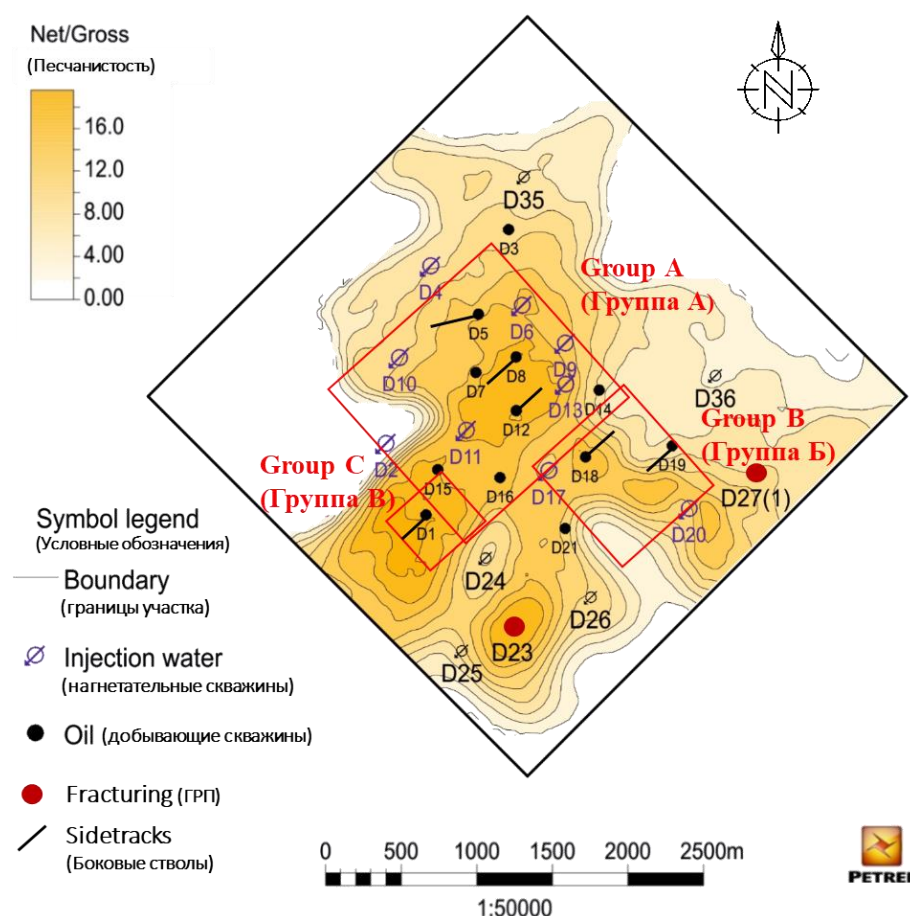 Net/Gross
(Песчанистость)
16.0
12.0
8.00
4.00
0.00
N
D35
D3
Group A
(Группа А)
D4
D6
D5
D9
D10
D8
D7
D13
D36
D14
D12
Group B
(Группа Б)
D11
D2
Group C
(Группа В)
D18
D19
D15
D17
D27(1)
D16
D1
D20
D21
D24
D26
D23
D25
Symbol legend
(Условные обозначения)
Boundary
(границы участка)
Injection water
(нагнетательные скважины)
Oil (добывающие скважины)
Fracturing (ГРП)
Sidetracks
(Боковые стволы)
0 500 1000 1500 2000 2500m
1:50000